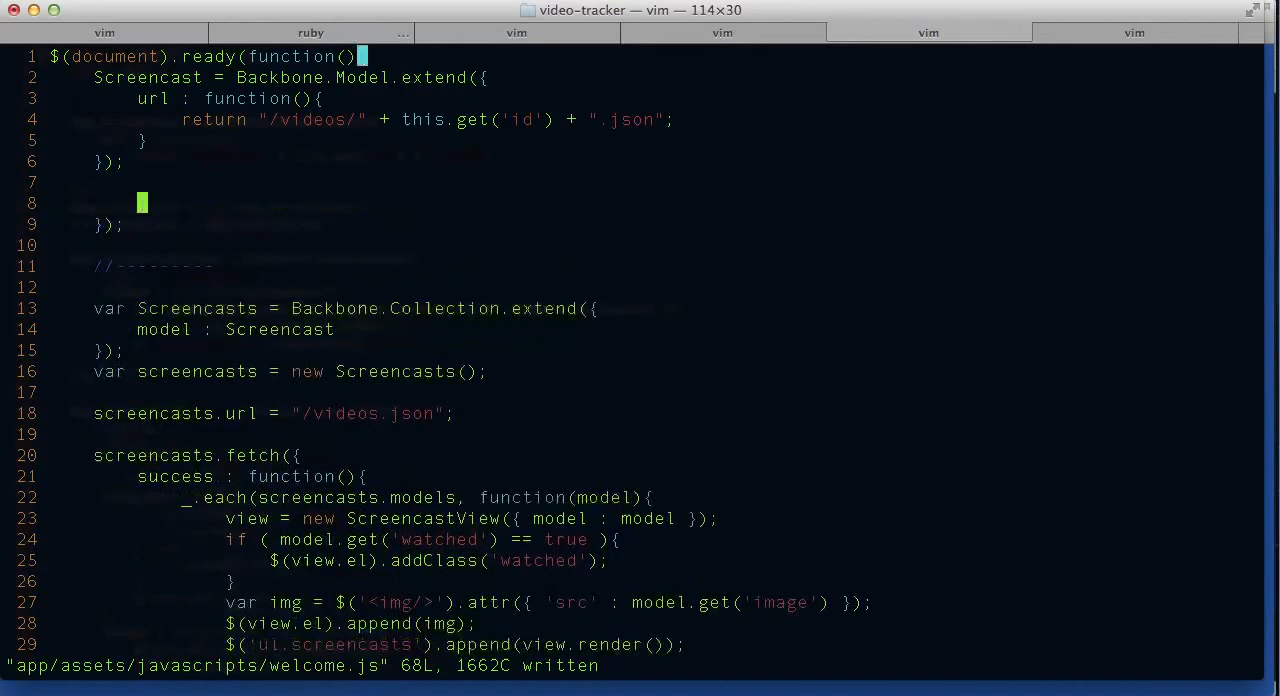 video-tracker — vim — 114×30
vim ruby ... vim vim vim vim
1 $(document).ready(function()
2 Screencast = Backbone.Model.extend({
3 url : function(){
4 return "/videos/" + this.get('id') + ".json";
5 }
6 });
7
8
9 });
10
11 //---------
12
13 var Screencasts = Backbone.Collection.extend({
14 model : Screencast
15 });
16 var screencasts = new Screencasts();
17
18 screencasts.url = "/videos.json";
19
20 screencasts.fetch({
21 success : function(){
22 _.each(screencasts.models, function(model){
23 view = new ScreencastView({ model : model });
24 if ( model.get('watched') == true ){
25 $(view.el).addClass('watched');
26 }
27 var img = $('<img/>').attr({ 'src' : model.get('image') });
28 $(view.el).append(img);
29 $('ul.screencasts').append(view.render());
"app/assets/javascripts/welcome.js" 68L, 1662C written